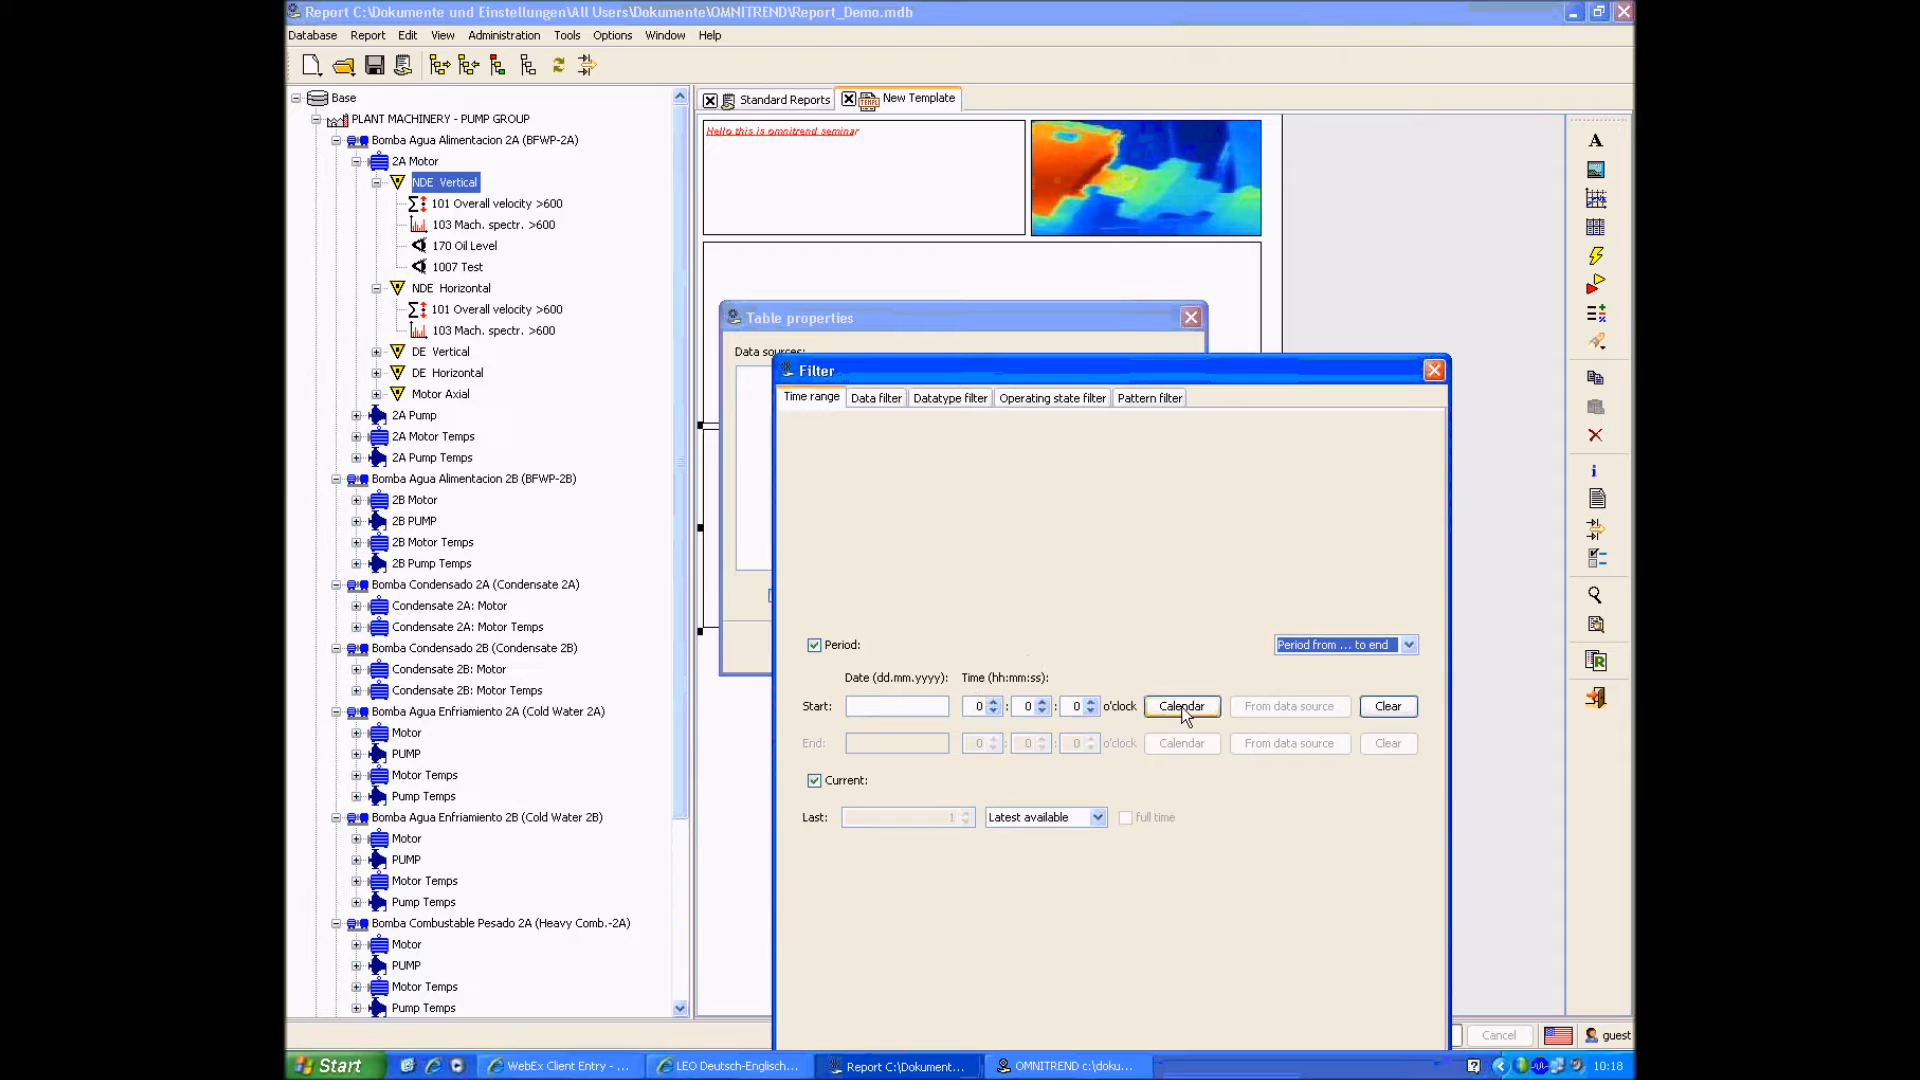 Report C:\Dokumente und Einstellungen\All Users\Dokumente\OMNITREND\Report_Demo.mdb
Database Report Edit View Administration Tools Options Window Help
Base
PLANT MACHINERY - PUMP GROUP
Bomba Agua Alimentacion 2A (BFWP-2A)
2A Motor
NDE Vertical
101 Overall velocity >600
103 Mach. spectr. >600
170 Oil Level
1007 Test
NDE Horizontal
101 Overall velocity >600
103 Mach. spectr. >600
DE Vertical
DE Horizontal
Motor Axial
2A Pump
2A Motor Temps
2A Pump Temps
Bomba Agua Alimentacion 2B (BFWP-2B)
2B Motor
2B PUMP
2B Motor Temps
2B Pump Temps
Bomba Condensado 2A (Condensate 2A)
Condensate 2A: Motor
Condensate 2A: Motor Temps
Bomba Condensado 2B (Condensate 2B)
Condensate 2B: Motor
Condensate 2B: Motor Temps
Bomba Agua Enfriamiento 2A (Cold Water 2A)
Motor
PUMP
Motor Temps
Pump Temps
Bomba Agua Enfriamiento 2B (Cold Water 2B)
Motor
PUMP
Motor Temps
Pump Temps
Bomba Combustable Pesado 2A (Heavy Comb.-2A)
Motor
PUMP
Motor Temps
Pump Temps
Standard Reports New Template
TEMPL
Hello this is omnitrend seminar
Table properties
Data sources:
Filter
Time range Data filter Datatype filter Operating state filter Pattern filter
Period: Period from ... to end
Date (dd.mm.yyyy): Time (hh:mm:ss):
Start: 0 : 0 : 0 o'clock Calendar From data source Clear
End: 0 : 0 : 0 o'clock Calendar From data source Clear
Current:
Last: 1 Latest available full time
A
i
R
Cancel guest
Start WebEx Client Entry - ... LEO Deutsch-Englisch... Report C:\Dokument... OMNITREND c:\doku... ? 10:18